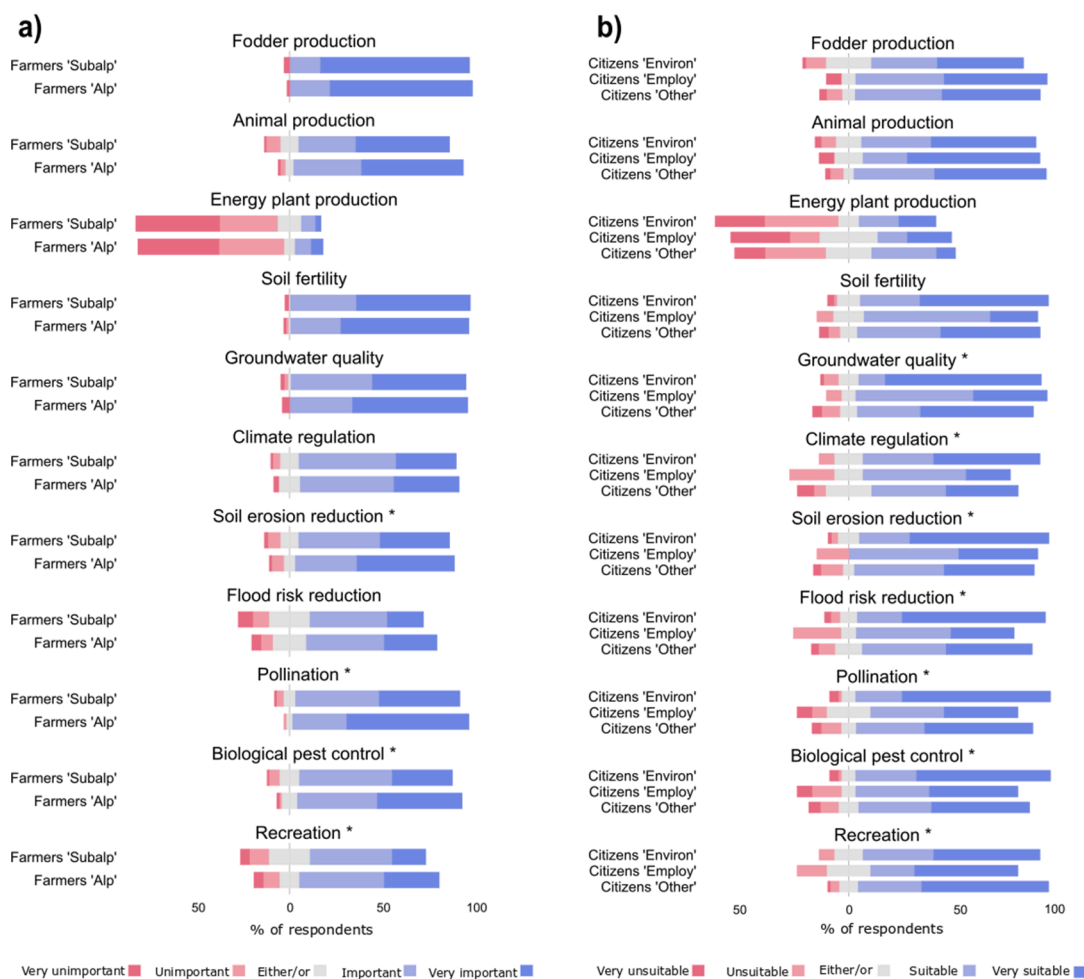 a)
Fodder production
Farmers 'Subalp'
Farmers 'Alp'
Animal production
Farmers 'Subalp'
Farmers 'Alp'
Energy plant production
Farmers 'Subalp'
Farmers 'Alp'
Soil fertility
Farmers 'Subalp'
Farmers 'Alp'
Groundwater quality
Farmers 'Subalp'
Farmers 'Alp'
Climate regulation
Farmers 'Subalp'
Farmers 'Alp'
Soil erosion reduction *
Farmers 'Subalp'
Farmers 'Alp'
Flood risk reduction
Farmers 'Subalp'
Farmers 'Alp'
Pollination *
Farmers 'Subalp'
Farmers 'Alp'
Biological pest control *
Farmers 'Subalp'
Farmers 'Alp'
Recreation *
Farmers 'Subalp'
Farmers 'Alp'
50 0 50 100
% of respondents
Very unimportant Unimportant Either/or Important Very important
b)
Fodder production
Citizens 'Environ'
Citizens 'Employ'
Citizens 'Other'
Animal production
Citizens 'Environ'
Citizens 'Employ'
Citizens 'Other'
Energy plant production
Citizens 'Environ'
Citizens 'Employ'
Citizens 'Other'
Soil fertility
Citizens 'Environ'
Citizens 'Employ'
Citizens 'Other'
Groundwater quality *
Citizens 'Environ'
Citizens 'Employ'
Citizens 'Other'
Climate regulation *
Citizens 'Environ'
Citizens 'Employ'
Citizens 'Other'
Soil erosion reduction *
Citizens 'Environ'
Citizens 'Employ'
Citizens 'Other'
Flood risk reduction *
Citizens 'Environ'
Citizens 'Employ'
Citizens 'Other'
Pollination *
Citizens 'Environ'
Citizens 'Employ'
Citizens 'Other'
Biological pest control *
Citizens 'Environ'
Citizens 'Employ'
Citizens 'Other'
Recreation *
Citizens 'Environ'
Citizens 'Employ'
Citizens 'Other'
50 0 50 100
% of respondents
Very unsuitable Unsuitable Either/or Suitable Very suitable